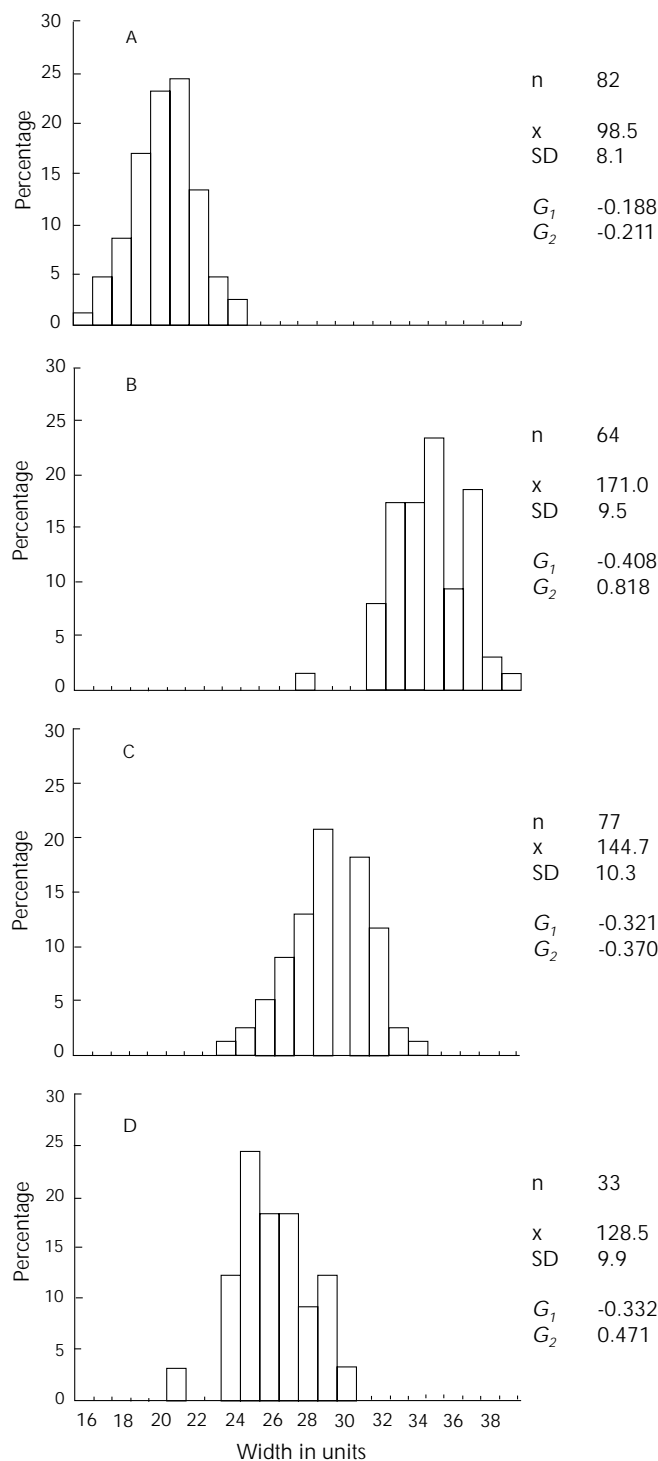 30
25
20
15
10
5
0
Percentage
A
n 82
x 98.5
SD 8.1
G1 -0.188
G2 -0.211
30
25
20
15
10
5
0
Percentage
B
n 64
x 171.0
SD 9.5
G1 -0.408
G2 0.818
30
25
20
15
10
5
0
Percentage
C
n 77
x 144.7
SD 10.3
G1 -0.321
G2 -0.370
30
25
20
15
10
5
0
Percentage
D
n 33
x 128.5
SD 9.9
G1 -0.332
G2 0.471
16 18 20 22 24 26 28 30 32 34 36 38
Width in units